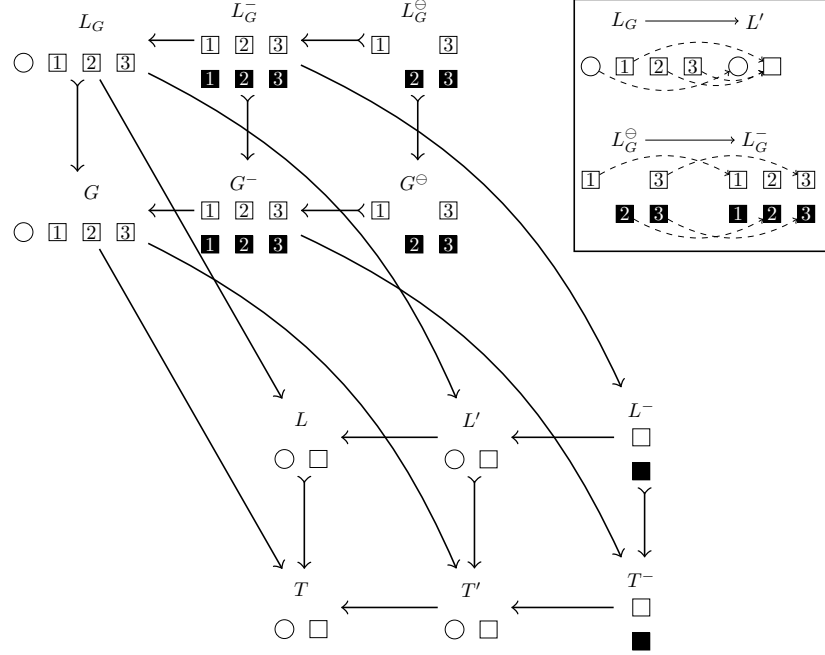 L_G L_G^- L_G^⊖ L_G L'
1 2 3 1 2 3 1 3 1 2 3
1 2 3 2 3
L_G^⊖ L_G^-
G G^- G^⊖ 1 3 1 2 3
1 2 3 1 2 3 1 3 2 3 1 2 3
1 2 3 2 3
L L' L^-
T T' T^-